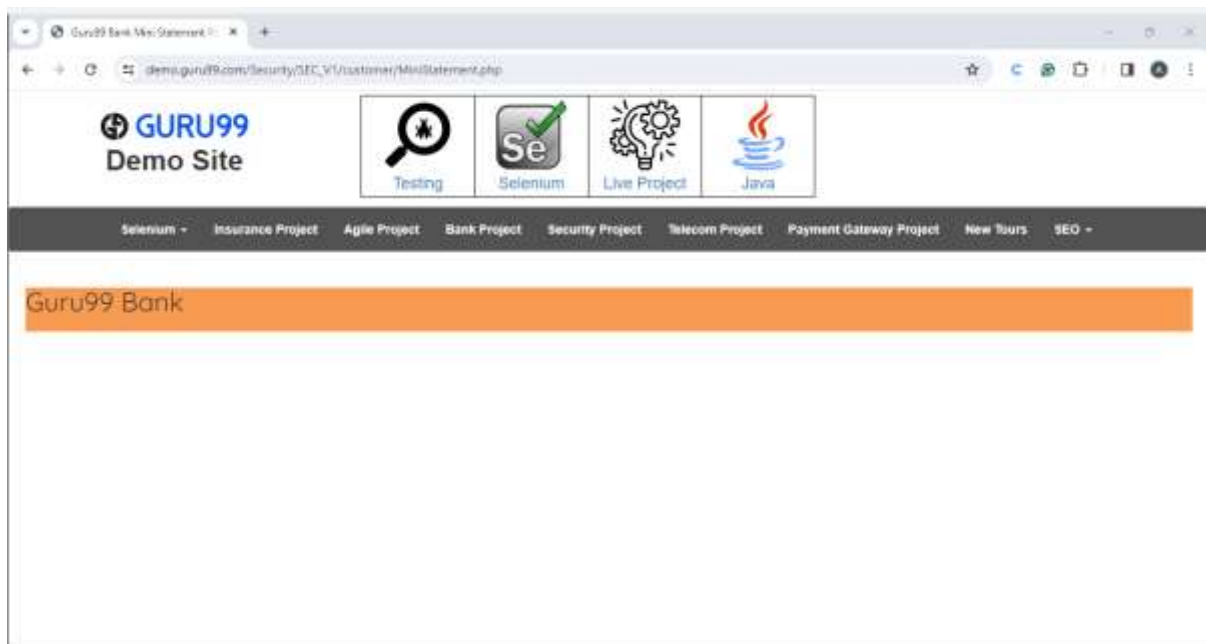 Guru99 Bank Mini Statement
demo.guru99.com/Security/SEC_V1/customer/MiniStatement.php
GURU99
Demo Site
Se
Testing
Selenium
Live Project
Java
Selenium
Insurance Project
Agile Project
Bank Project
Security Project
Telecom Project
Payment Gateway Project
New Tours
SEO
Guru99 Bank